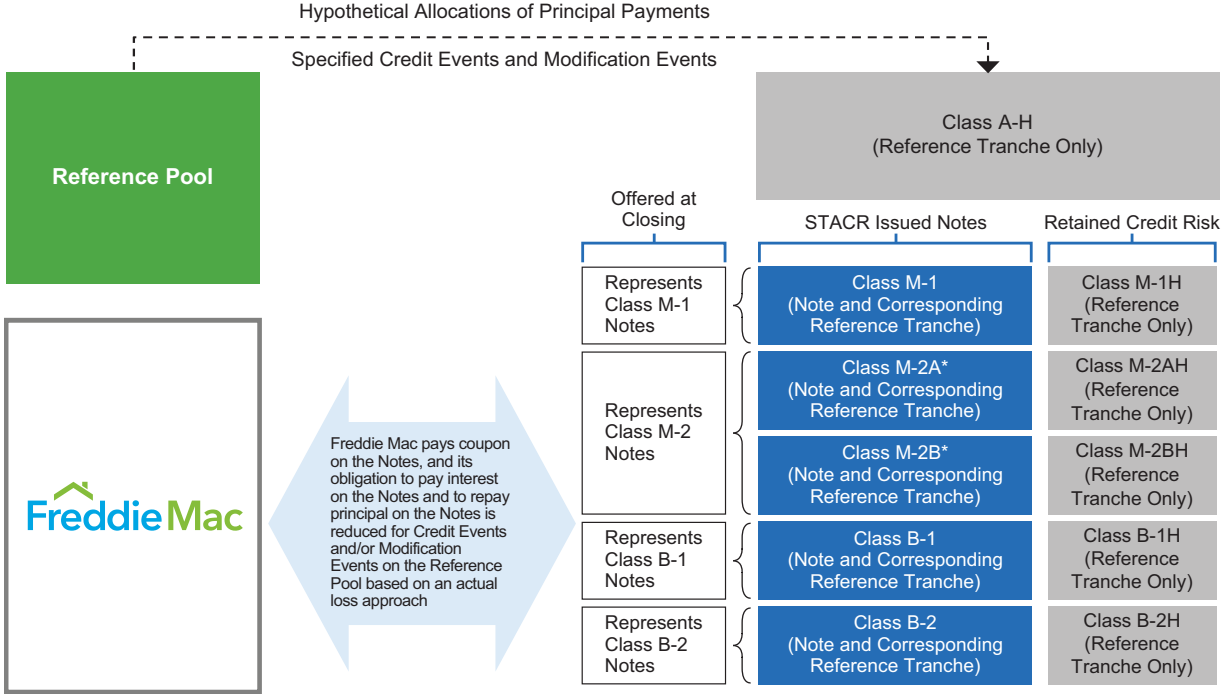 Hypothetical Allocations of Principal Payments
Specified Credit Events and Modification Events
Reference Pool
Class A-H
(Reference Tranche Only)
Offered at
Closing
STACR Issued Notes
Retained Credit Risk
Represents
Class M-1
Notes
Class M-1
(Note and Corresponding
Reference Tranche)
Class M-1H
(Reference
Tranche Only)
Represents
Class M-2
Notes
Class M-2A*
(Note and Corresponding
Reference Tranche)
Class M-2AH
(Reference
Tranche Only)
Class M-2B*
(Note and Corresponding
Reference Tranche)
Class M-2BH
(Reference
Tranche Only)
Represents
Class B-1
Notes
Class B-1
(Note and Corresponding
Reference Tranche)
Class B-1H
(Reference
Tranche Only)
Represents
Class B-2
Notes
Class B-2
(Note and Corresponding
Reference Tranche)
Class B-2H
(Reference
Tranche Only)
Freddie Mac
Freddie Mac pays coupon
on the Notes, and its
obligation to pay interest
on the Notes and to repay
principal on the Notes is
reduced for Credit Events
and/or Modification
Events on the Reference
Pool based on an actual
loss approach